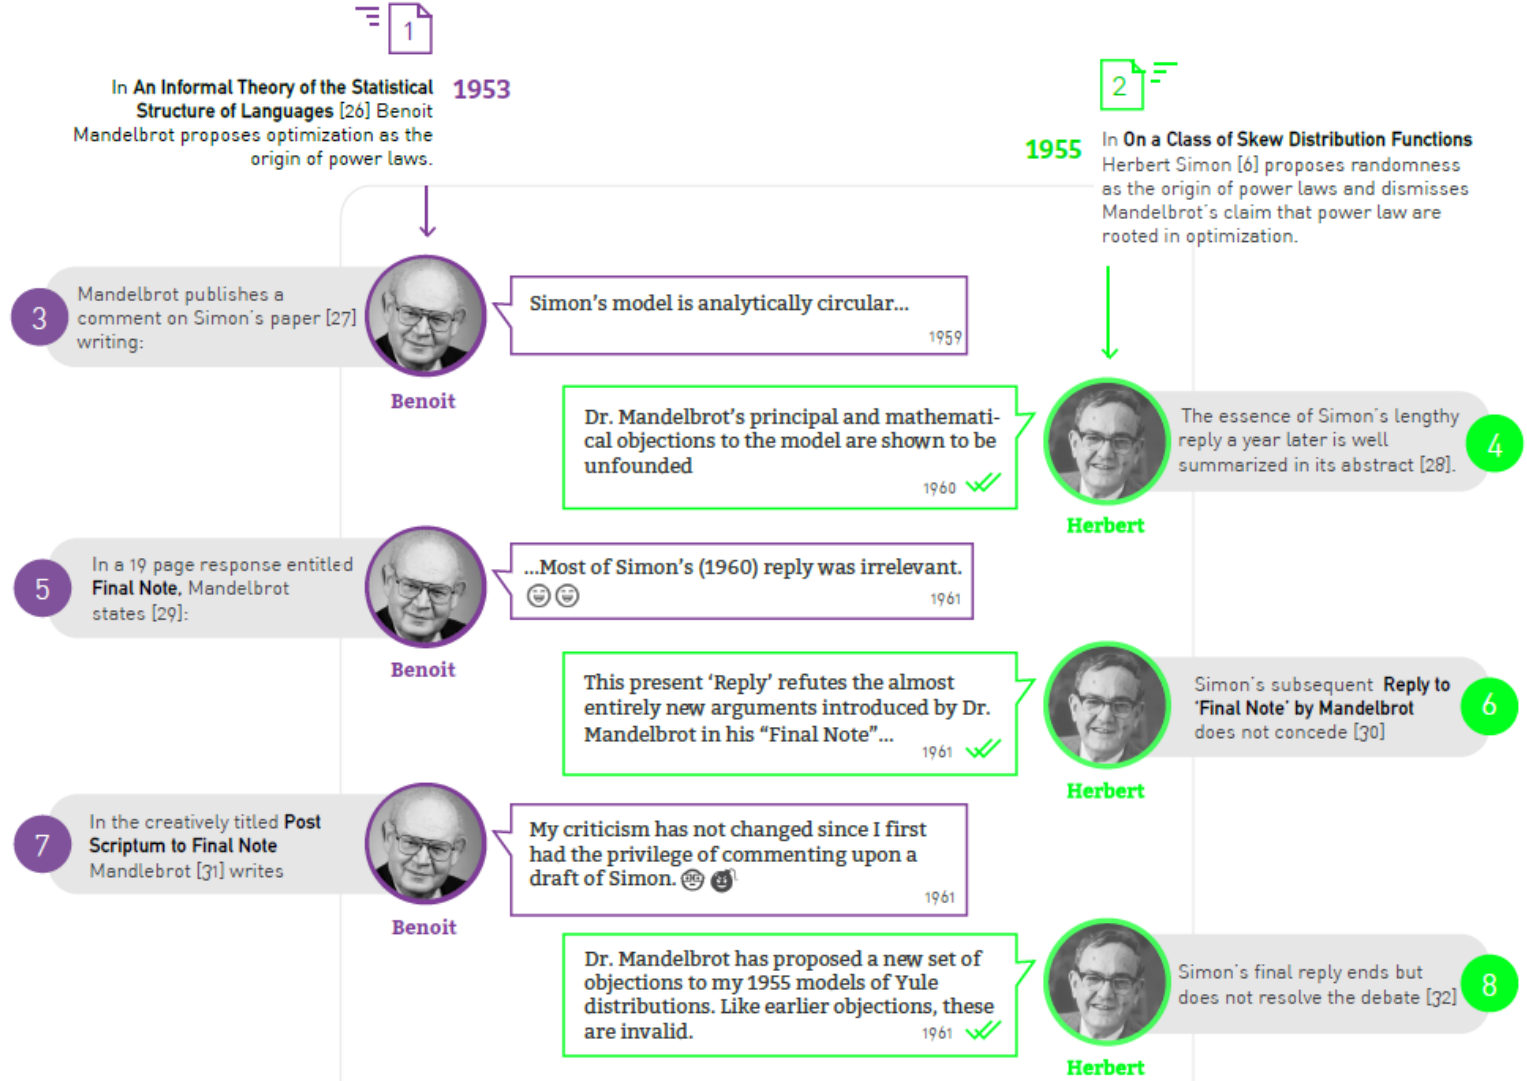 1
In An Informal Theory of the Statistical
Structure of Languages [26] Benoit
Mandelbrot proposes optimization as the
origin of power laws.
1953
2
1955
In On a Class of Skew Distribution Functions
Herbert Simon [6] proposes randomness
as the origin of power laws and dismisses
Mandelbrot´s claim that power law are
rooted in optimization.
3
Mandelbrot publishes a
comment on Simon´s paper [27]
writing:
Benoit
Simon's model is analytically circular...
1959
Dr. Mandelbrot's principal and mathemati-
cal objections to the model are shown to be
unfounded
1960
Herbert
The essence of Simon´s lengthy
reply a year later is well
summarized in its abstract [28].
4
5
In a 19 page response entitled
Final Note, Mandelbrot
states [29]:
Benoit
...Most of Simon's (1960) reply was irrelevant.
1961
This present 'Reply' refutes the almost
entirely new arguments introduced by Dr.
Mandelbrot in his "Final Note"...
1961
Herbert
Simon´s subsequent Reply to
'Final Note' by Mandelbrot
does not concede [30]
6
7
In the creatively titled Post
Scriptum to Final Note
Mandlebrot [31] writes
Benoit
My criticism has not changed since I first
had the privilege of commenting upon a
draft of Simon.
1961
Dr. Mandelbrot has proposed a new set of
objections to my 1955 models of Yule
distributions. Like earlier objections, these
are invalid.
1961
Herbert
Simon´s final reply ends but
does not resolve the debate [32]
8